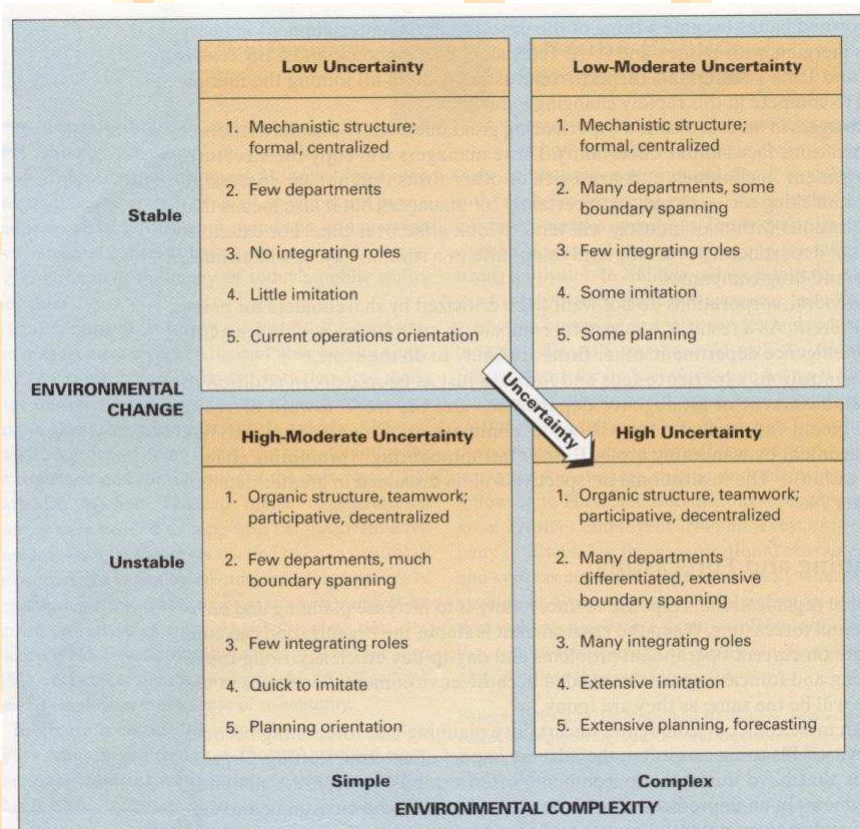 Low Uncertainty
1. Mechanistic structure;
formal, centralized
2. Few departments
3. No integrating roles
4. Little imitation
5. Current operations orientation
Low-Moderate Uncertainty
1. Mechanistic structure;
formal, centralized
2. Many departments, some
boundary spanning
3. Few integrating roles
4. Some imitation
5. Some planning
Stable
ENVIRONMENTAL
CHANGE
Uncertainty
High-Moderate Uncertainty
1. Organic structure, teamwork;
participative, decentralized
2. Few departments, much
boundary spanning
3. Few integrating roles
4. Quick to imitate
5. Planning orientation
High Uncertainty
1. Organic structure, teamwork;
participative, decentralized
2. Many departments
differentiated, extensive
boundary spanning
3. Many integrating roles
4. Extensive imitation
5. Extensive planning, forecasting
Unstable
Simple
Complex
ENVIRONMENTAL COMPLEXITY